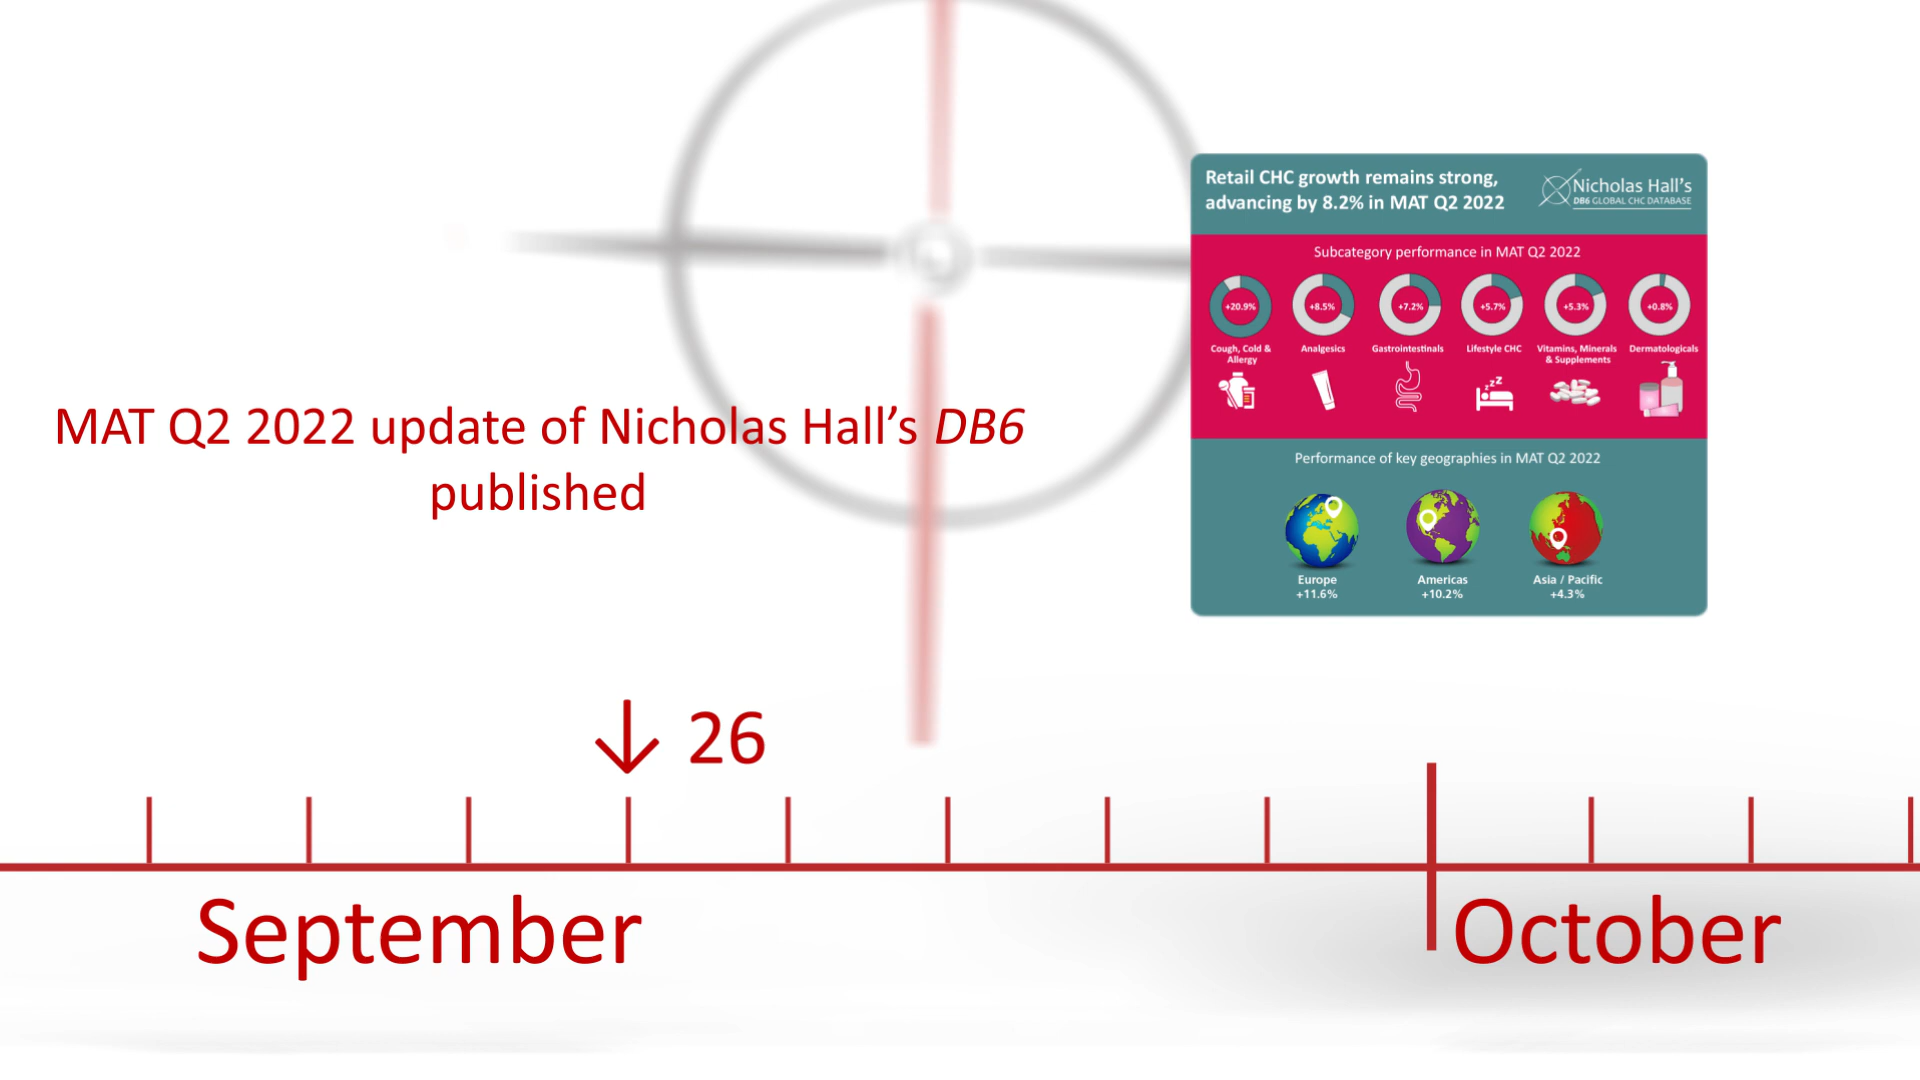 MAT Q2 2022 update of Nicholas Hall’s DB6
published
Retail CHC growth remains strong,
advancing by 8.2% in MAT Q2 2022
Nicholas Hall’s
DB6 GLOBAL CHC DATABASE
Subcategory performance in MAT Q2 2022
+20.9% +8.5% +7.2% +5.7% +5.3% +0.8%
Cough, Cold &
Allergy
Analgesics
Gastrointestinals
Lifestyle CHC
Vitamins, Minerals
& Supplements
Dermatologicals
z z Z
Performance of key geographies in MAT Q2 2022
Europe
+11.6%
Americas
+10.2%
Asia / Pacific
+4.3%
↓ 26
September
October